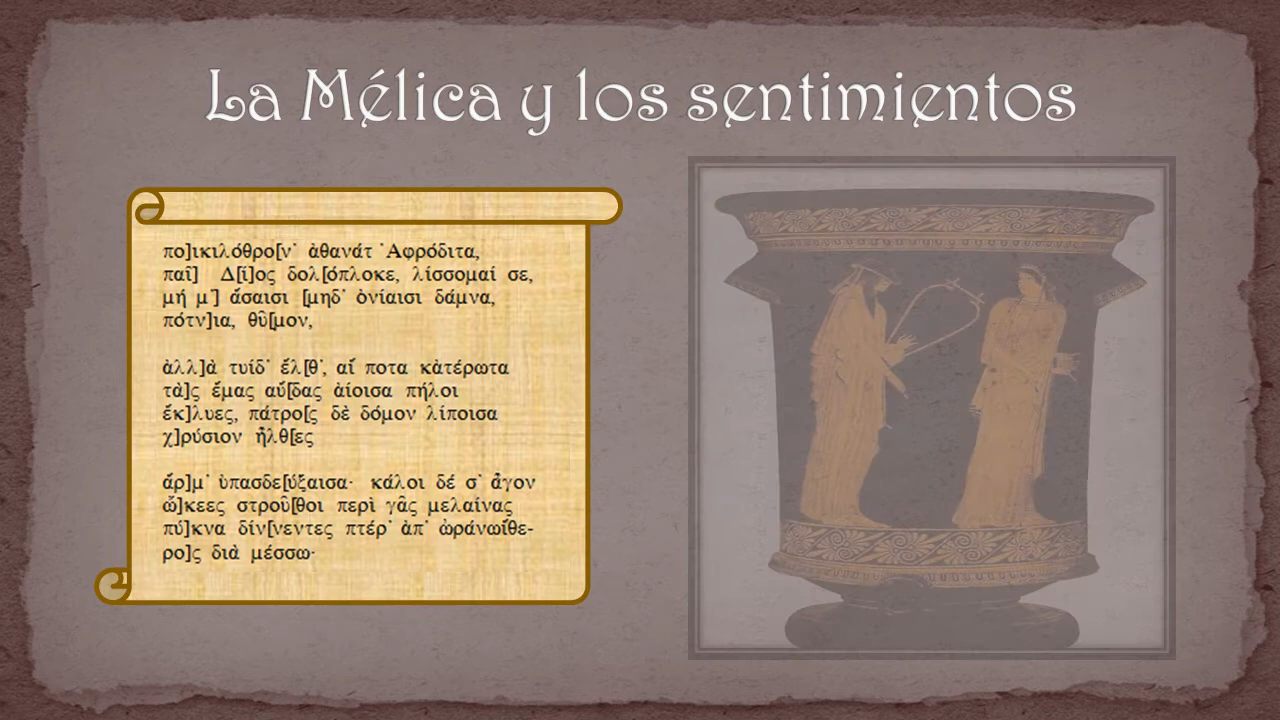 La Mélica y los sentimientos
πο]ικιλόθρο[ν᾽ ἀθανάτ ᾽Αφρόδιτα,
παῖ] Δ[ί]ος δολ[όπλοκε, λίσσομαί σε,
μή μ᾽] ἄσαισι [μηδ᾽ ὀνίαισι δάμνα,
πότν]ια, θῦ[μον,
ἀλλ]ὰ τυίδ᾽ ἔλ[θ᾽, αἴ ποτα κἀτέρωτα
τὰ]ς ἔμας αὔ[δας ἀίοισα πήλοι
ἔκ]λυες, πάτρο[ς δὲ δόμον λίποισα
χ]ρύσιον ἦλθ[ες
ἄρ]μ᾽ ὐπασδε[ύξαισα· κάλοι δέ σ᾽ ἆγον
ὤ]κεες στροῦ[θοι περὶ γᾶς μελαίνας
πύ]κνα δίν[νεντες πτέρ᾽ ἀπ᾽ ὠράνωἴθε-
ρο]ς διὰ μέσσω·